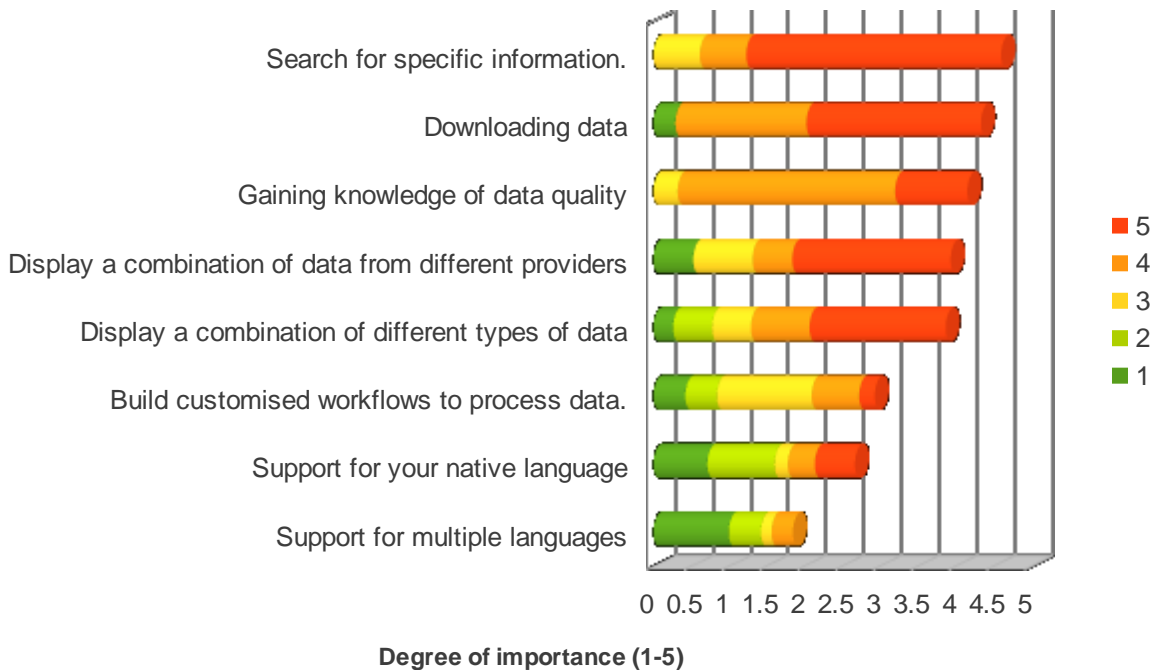 Search for specific information.
Downloading data
Gaining knowledge of data quality
Display a combination of data from different providers
Display a combination of different types of data
Build customised workflows to process data.
Support for your native language
Support for multiple languages
5
4
3
2
1
0 0.5 1 1.5 2 2.5 3 3.5 4 4.5 5
Degree of importance (1-5)